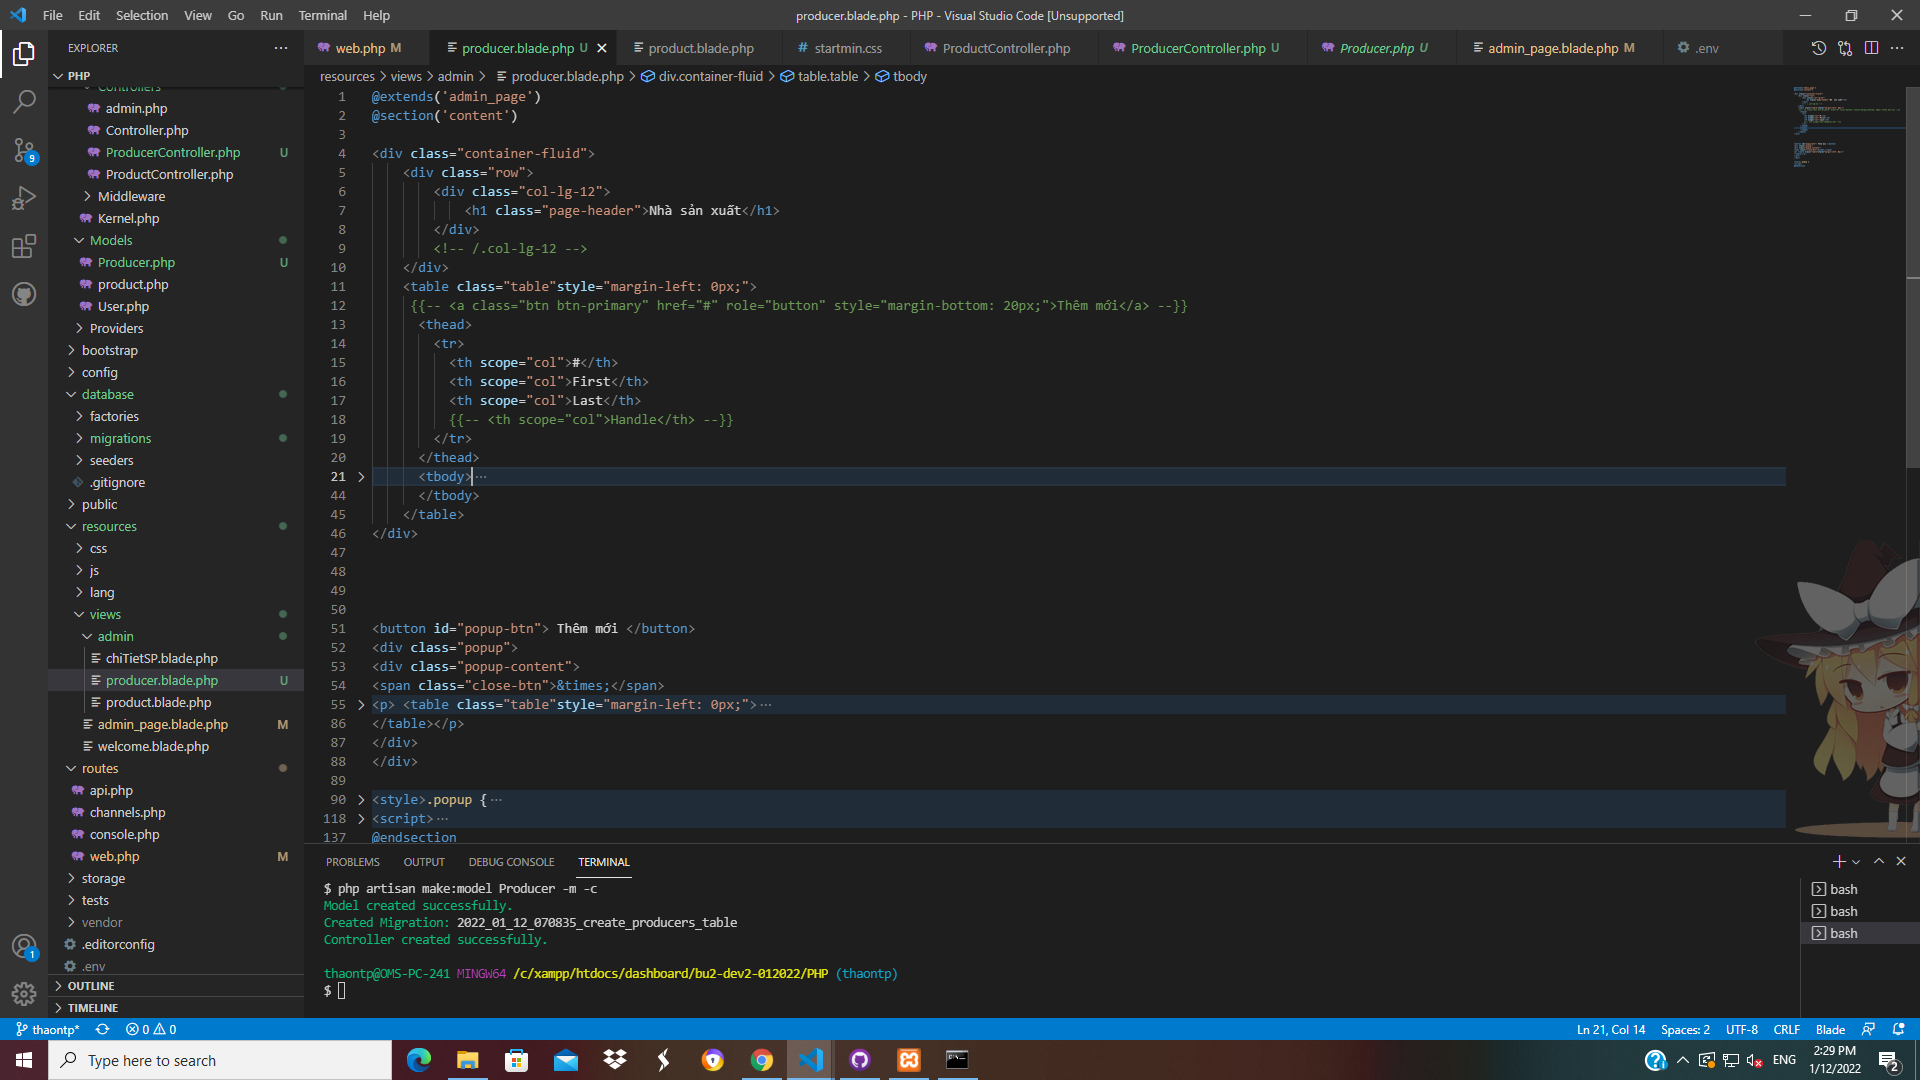 File Edit Selection View Go Run Terminal Help
producer.blade.php - PHP - Visual Studio Code [Unsupported]
EXPLORER
web.php M
producer.blade.php U
product.blade.php
# startmin.css
ProductController.php
ProducerController.php U
Producer.php U
admin_page.blade.php M
.env
resources > views > admin > producer.blade.php > div.container-fluid > table.table > tbody
PHP
Controllers
admin.php
Controller.php
ProducerController.php U
ProductController.php
Middleware
Kernel.php
Models
Producer.php U
product.php
User.php
Providers
bootstrap
config
database
factories
migrations
seeders
.gitignore
public
resources
css
js
lang
views
admin
chiTietSP.blade.php
producer.blade.php U
product.blade.php
admin_page.blade.php M
welcome.blade.php
routes
api.php
channels.php
console.php
web.php M
storage
tests
vendor
.editorconfig
.env
OUTLINE
TIMELINE
9
1
1 @extends('admin_page')
2 @section('content')
3
4 <div class="container-fluid">
5 <div class="row">
6 <div class="col-lg-12">
7 <h1 class="page-header">Nhà sản xuất</h1>
8 </div>
9 <!-- /.col-lg-12 -->
10 </div>
11 <table class="table"style="margin-left: 0px;">
12 {{-- <a class="btn btn-primary" href="#" role="button" style="margin-bottom: 20px;">Thêm mới</a> --}}
13 <thead>
14 <tr>
15 <th scope="col">#</th>
16 <th scope="col">First</th>
17 <th scope="col">Last</th>
18 {{-- <th scope="col">Handle</th> --}}
19 </tr>
20 </thead>
21 <tbody>···
44 </tbody>
45 </table>
46 </div>
47
48
49
50
51 <button id="popup-btn"> Thêm mới </button>
52 <div class="popup">
53 <div class="popup-content">
54 <span class="close-btn">&times;</span>
55 <p> <table class="table"style="margin-left: 0px;">···
86 </table></p>
87 </div>
88 </div>
89
90 <style>.popup {···
118 <script>···
137 @endsection
PROBLEMS OUTPUT DEBUG CONSOLE TERMINAL
$ php artisan make:model Producer -m -c
Model created successfully.
Created Migration: 2022_01_12_070835_create_producers_table
Controller created successfully.
thaontp@OMS-PC-241 MINGW64 /c/xampp/htdocs/dashboard/bu2-dev2-012022/PHP (thaontp)
$
bash
bash
bash
thaontp* 0 0
Ln 21, Col 14 Spaces: 2 UTF-8 CRLF Blade
Type here to search
ENG
2:29 PM
1/12/2022
2